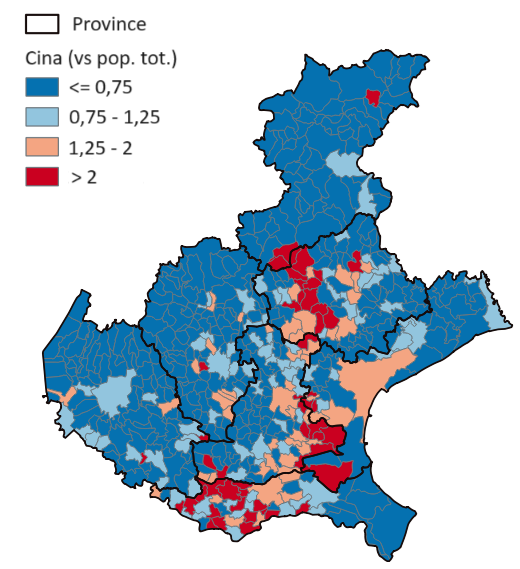 Province
Cina (vs pop. tot.)
<= 0,75
0,75 - 1,25
1,25 - 2
> 2